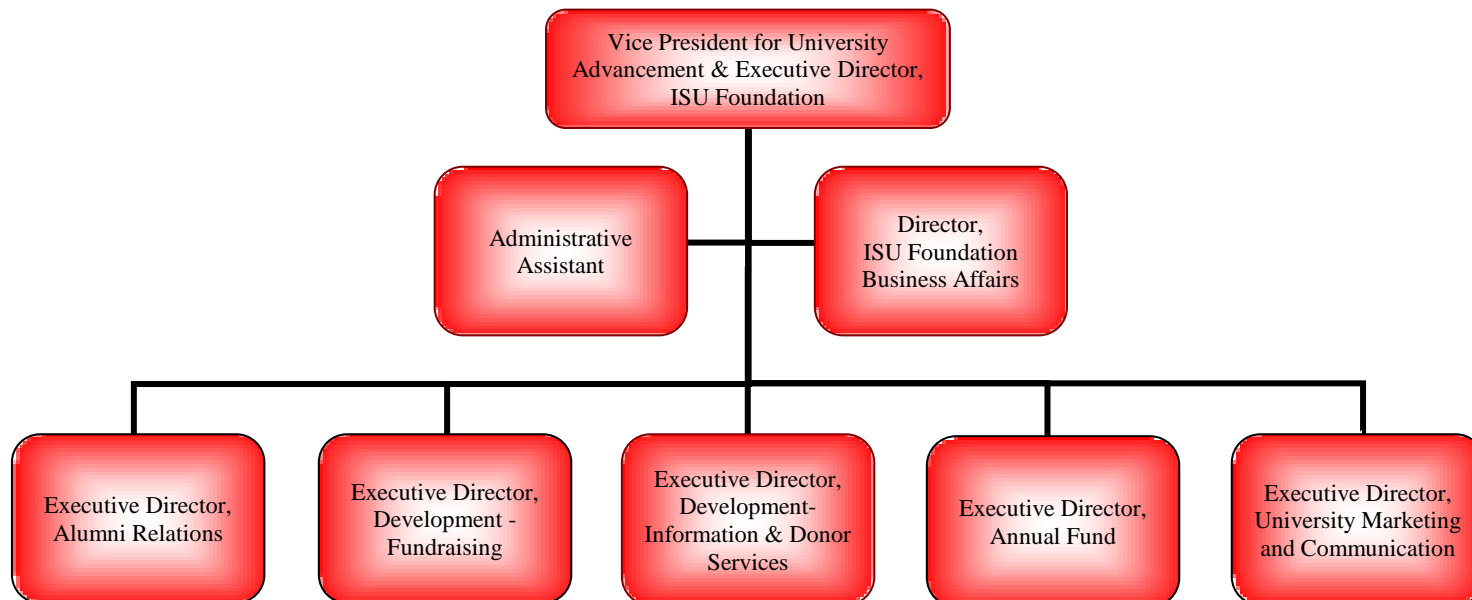 Vice President for University
Advancement & Executive Director,
ISU Foundation
Administrative
Assistant
Director,
ISU Foundation
Business Affairs
Executive Director,
Alumni Relations
Executive Director,
Development -
Fundraising
Executive Director,
Development-
Information & Donor
Services
Executive Director,
Annual Fund
Executive Director,
University Marketing
and Communication